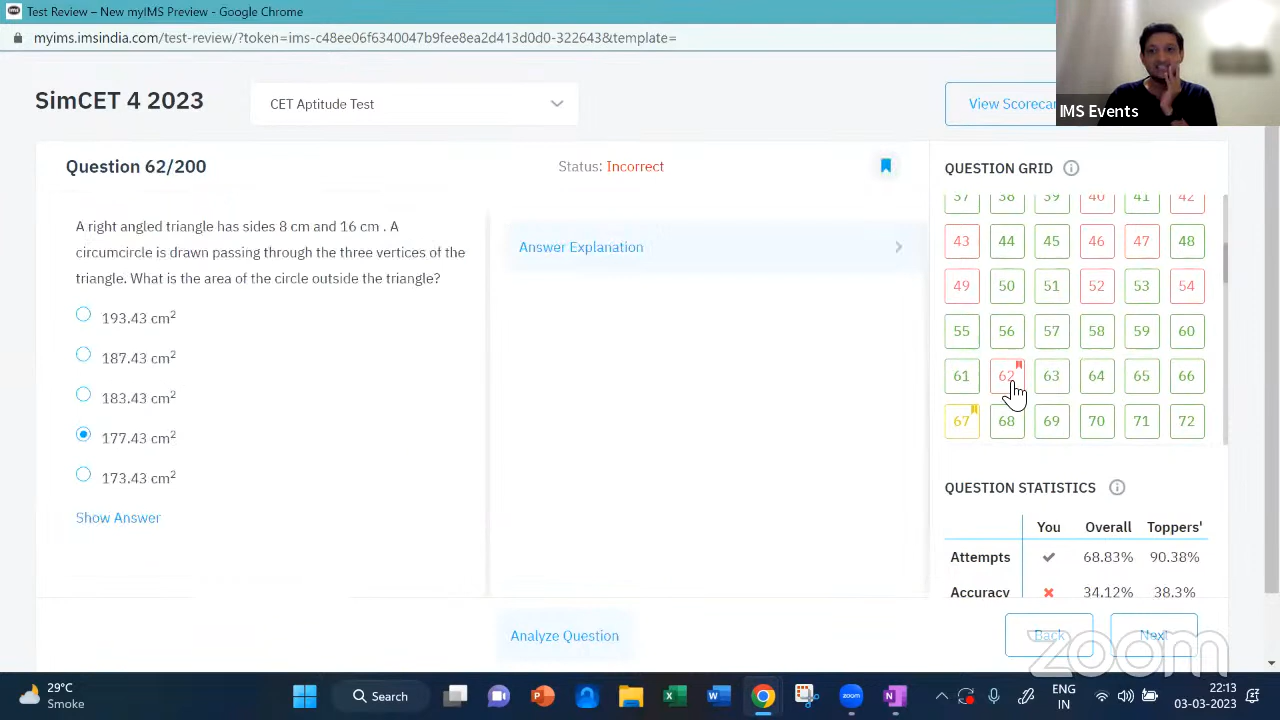 Test Review – New myIMS Preview - Google Chrome
myims.imsindia.com/test-review/?token=ims-c48ee06f6340047b9fee8ea2d413d0d0-322643&template=
IMS Events
SimCET 4 2023
CET Aptitude Test
View Scorecar
Question 62/200
Status: Incorrect
A right angled triangle has sides 8 cm and 16 cm . A
circumcircle is drawn passing through the three vertices of the
triangle. What is the area of the circle outside the triangle?
193.43 cm²
187.43 cm²
183.43 cm²
177.43 cm²
173.43 cm²
Show Answer
Answer Explanation
Analyze Question
QUESTION GRID
37 38 39 40 41 42
43 44 45 46 47 48
49 50 51 52 53 54
55 56 57 58 59 60
61 62 63 64 65 66
67 68 69 70 71 72
QUESTION STATISTICS
You Overall Toppers'
Attempts 68.83% 90.38%
Accuracy 34.12% 38.3%
Back Next
zoom
29°C
Smoke
Search
zoom
ENG
IN
22:13
03-03-2023